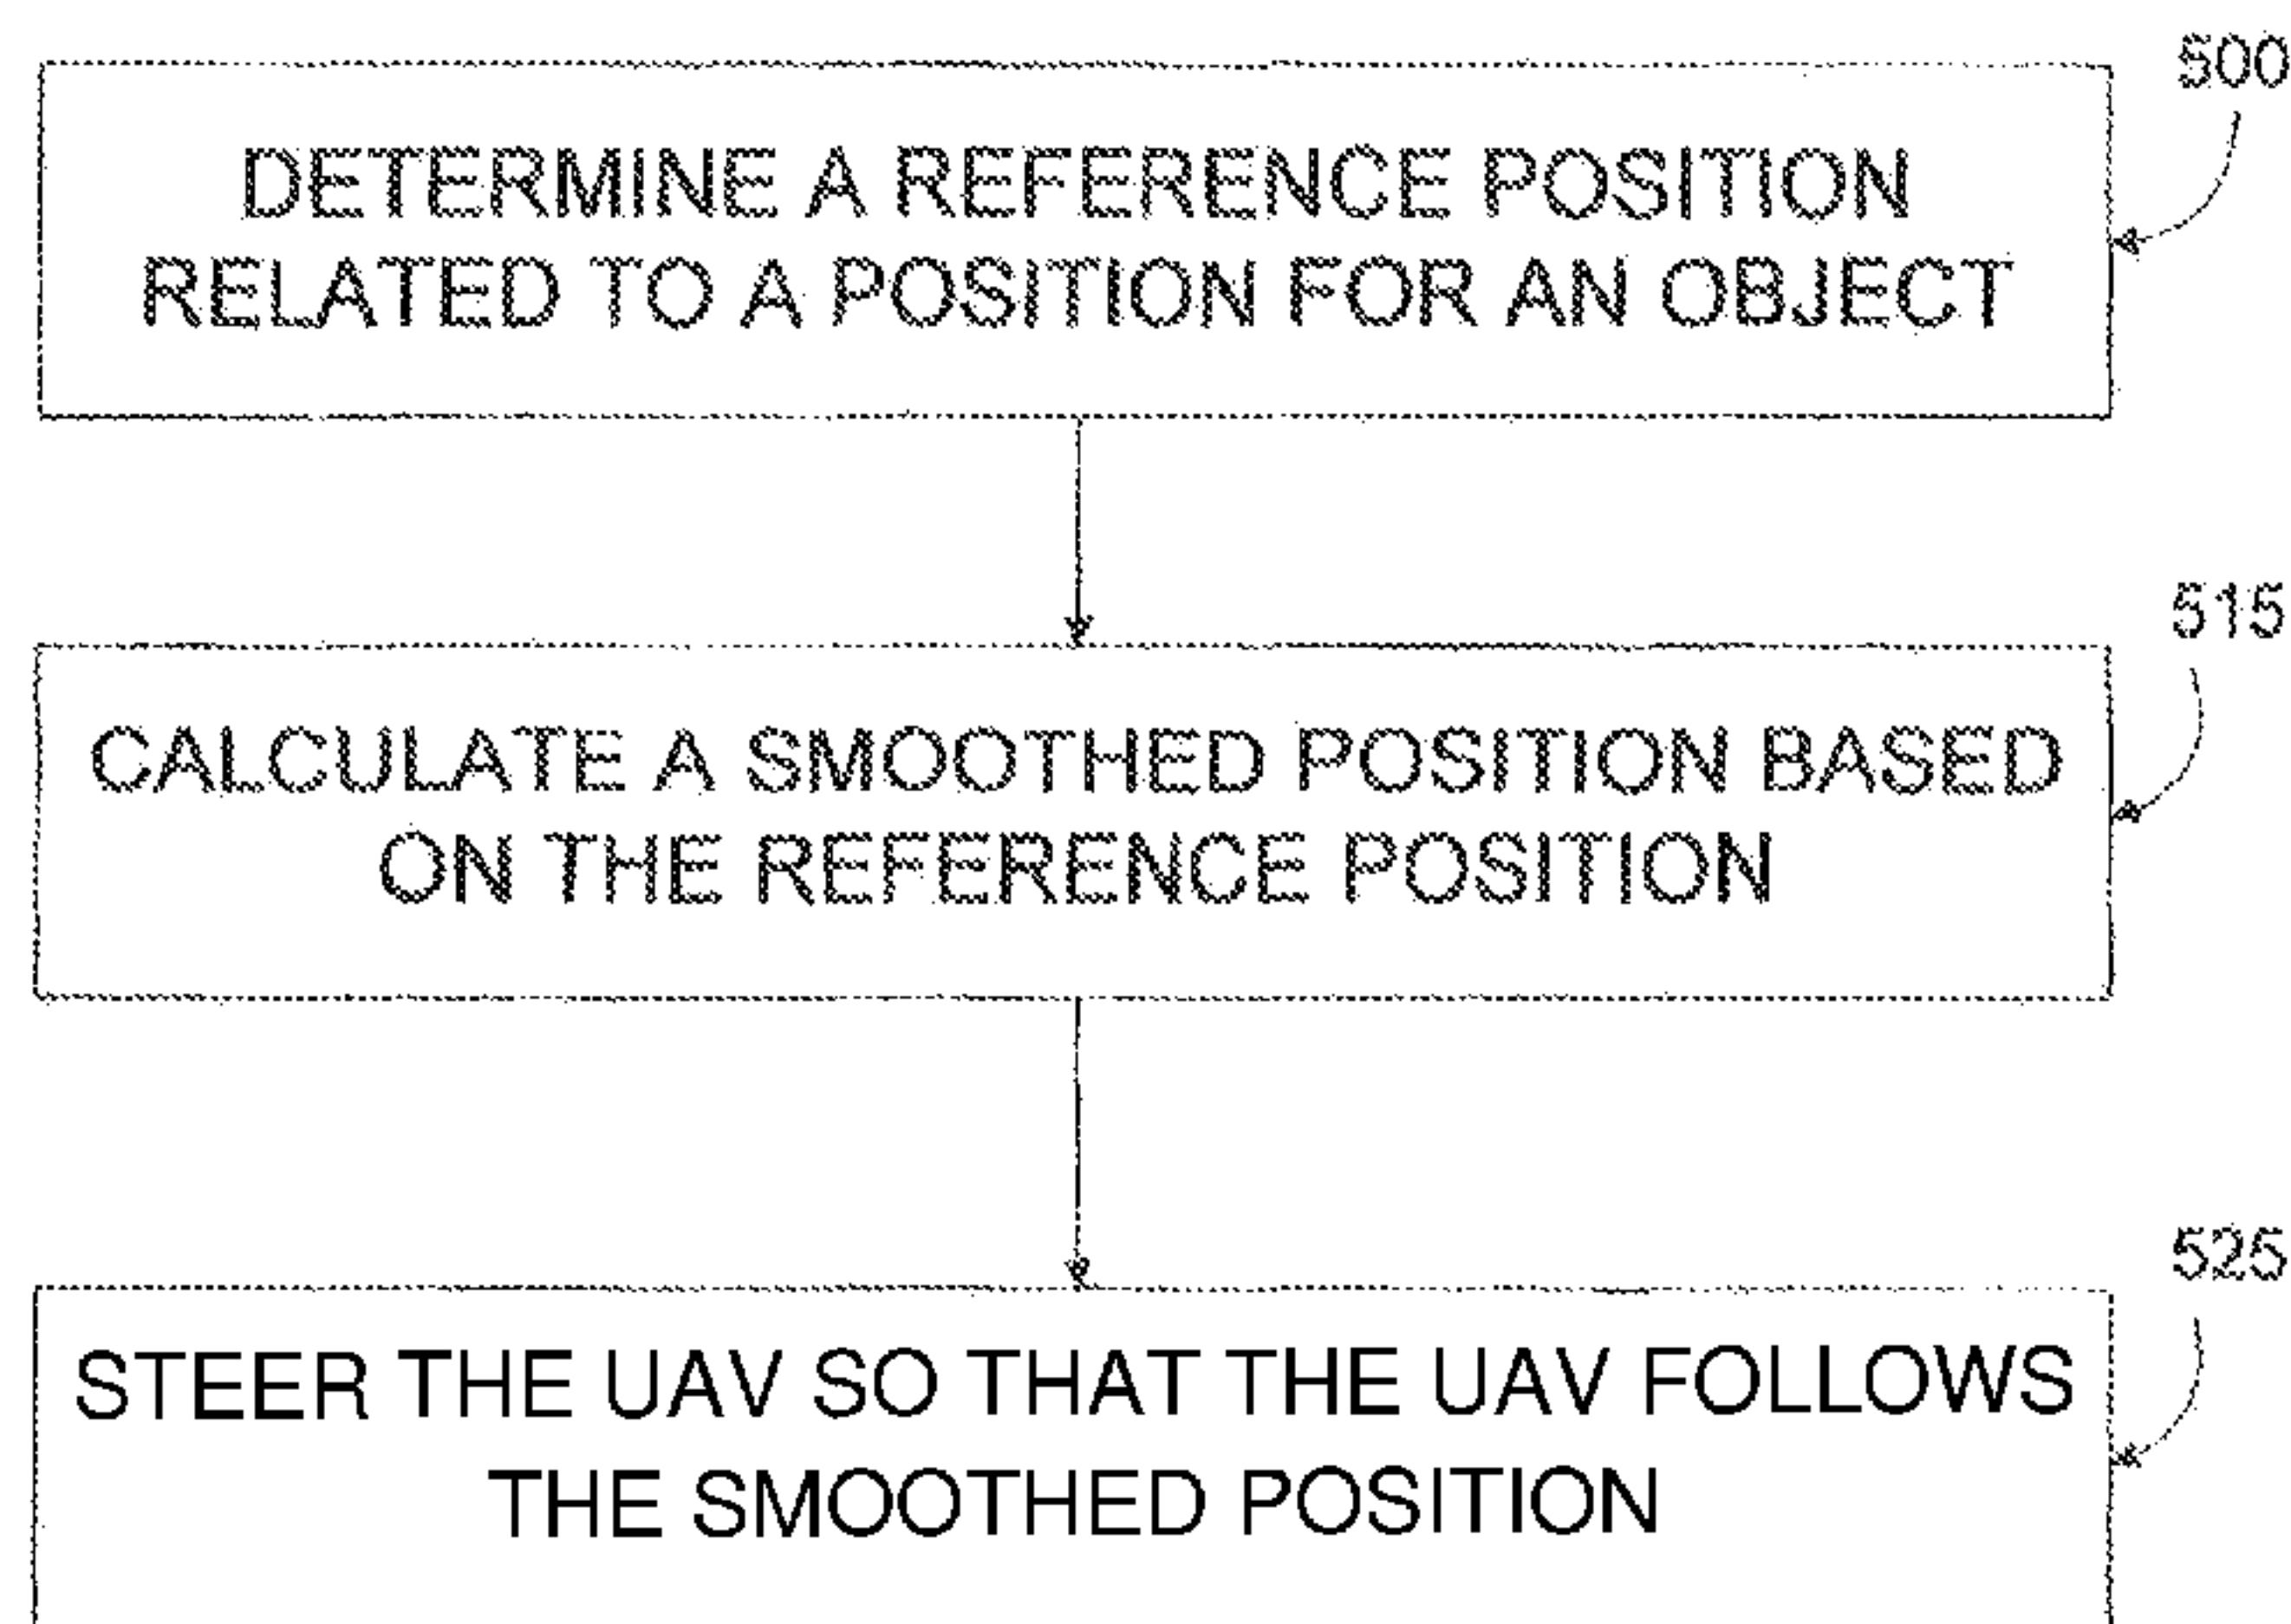 500
DETERMINE A REFERENCE POSITION
RELATED TO A POSITION FOR AN OBJECT
515
CALCULATE A SMOOTHED POSITION BASED
ON THE REFERENCE POSITION
525
STEER THE UAV SO THAT THE UAV FOLLOWS
THE SMOOTHED POSITION